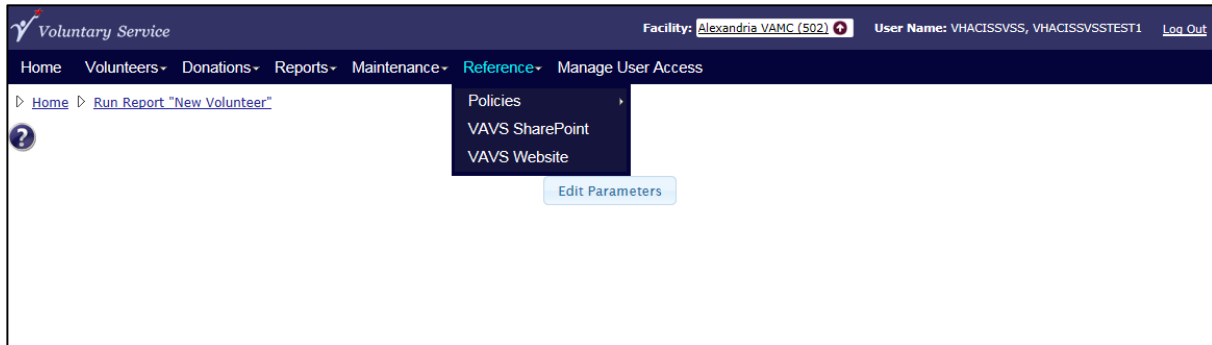 Voluntary Service
Facility: Alexandria VAMC (502) User Name: VHACISSVSS, VHACISSVSSTEST1 Log Out
Home Volunteers Donations Reports Maintenance Reference Manage User Access
Home Run Report "New Volunteer"
?
Policies
VAVS SharePoint
VAVS Website
Edit Parameters